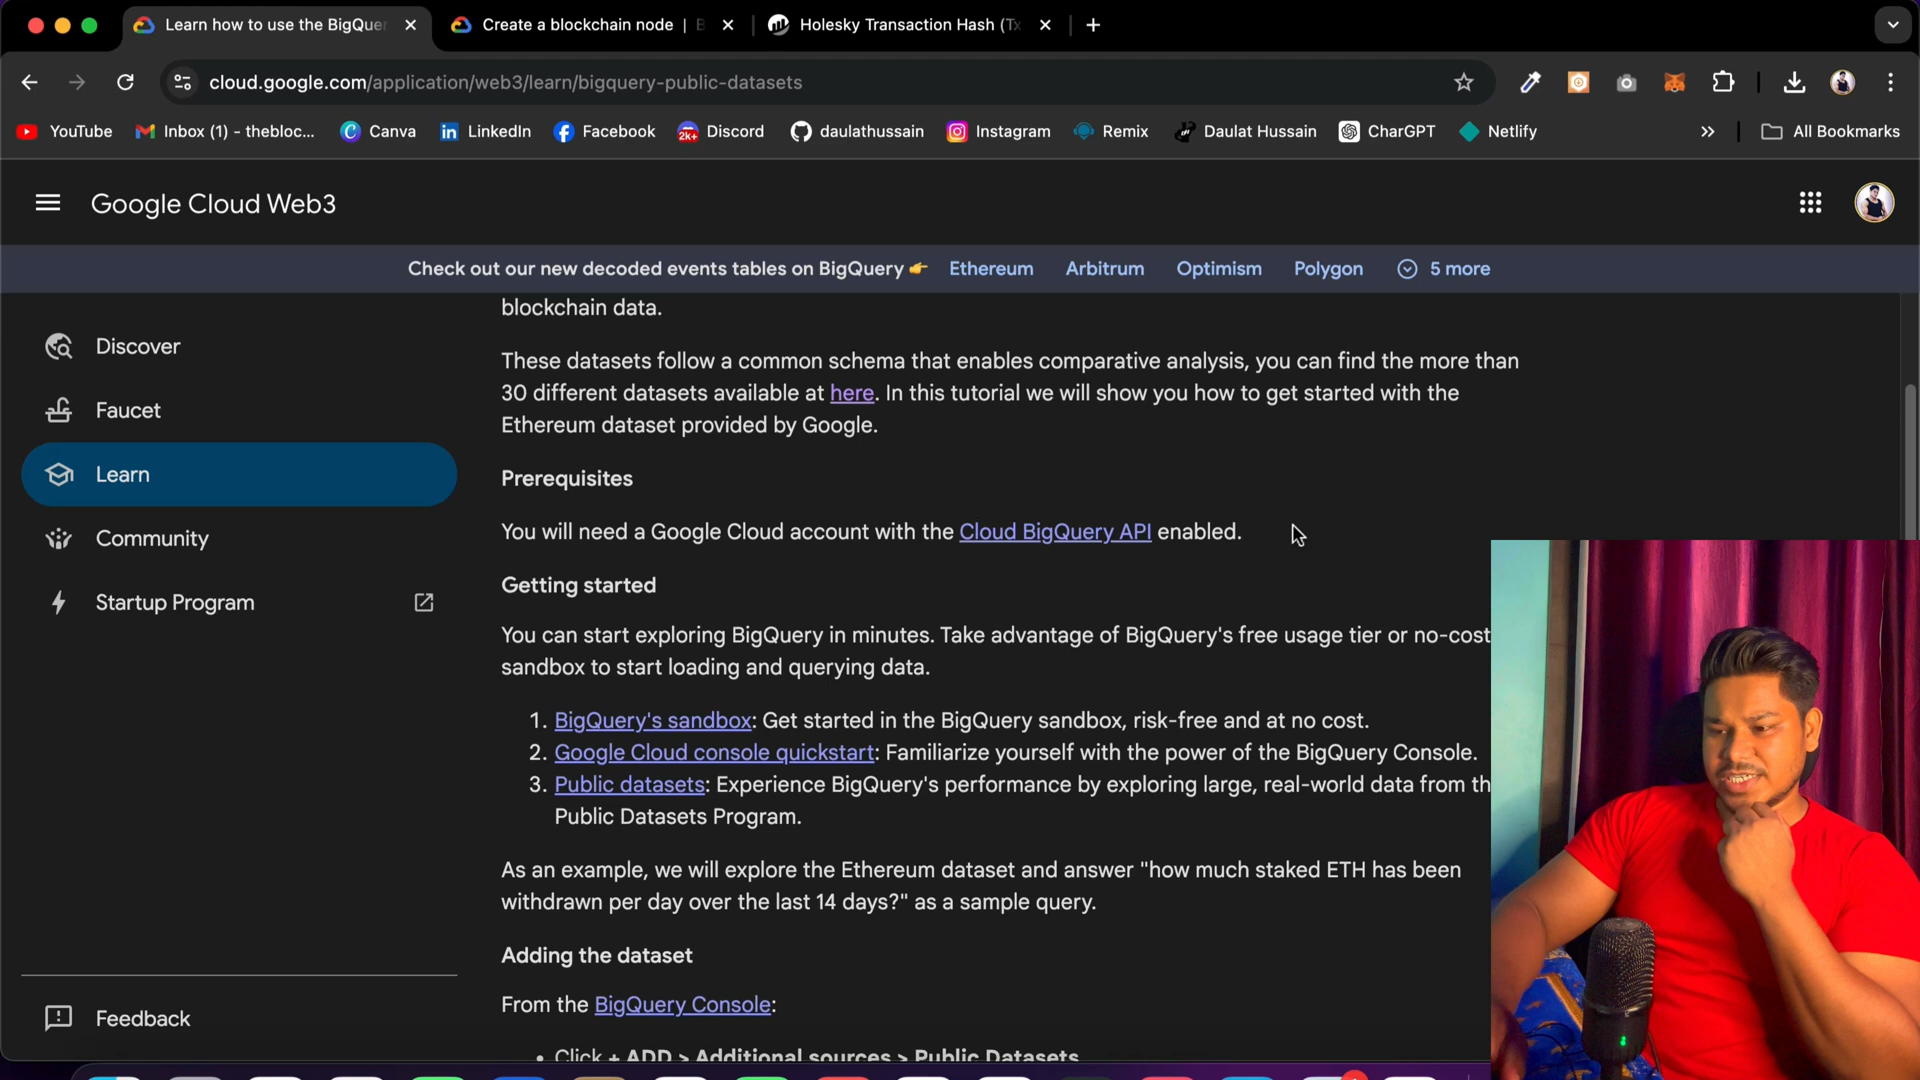 Learn how to use the BigQuer
Create a blockchain node |
Holesky Transaction Hash (Tx
cloud.google.com/application/web3/learn/bigquery-public-datasets
YouTube
Inbox (1) - thebloc...
Canva
LinkedIn
Facebook
2k+
Discord
daulathussain
Instagram
Remix
Daulat Hussain
CharGPT
Netlify
All Bookmarks
Google Cloud Web3
Check out our new decoded events tables on BigQuery 👉 Ethereum Arbitrum Optimism Polygon 5 more
Discover
Faucet
Learn
Community
Startup Program
Feedback
blockchain data.
These datasets follow a common schema that enables comparative analysis, you can find the more than
30 different datasets available at here. In this tutorial we will show you how to get started with the
Ethereum dataset provided by Google.
Prerequisites
You will need a Google Cloud account with the Cloud BigQuery API enabled.
Getting started
You can start exploring BigQuery in minutes. Take advantage of BigQuery's free usage tier or no-cost
sandbox to start loading and querying data.
1. BigQuery's sandbox: Get started in the BigQuery sandbox, risk-free and at no cost.
2. Google Cloud console quickstart: Familiarize yourself with the power of the BigQuery Console.
3. Public datasets: Experience BigQuery's performance by exploring large, real-world data from th
Public Datasets Program.
As an example, we will explore the Ethereum dataset and answer "how much staked ETH has been
withdrawn per day over the last 14 days?" as a sample query.
Adding the dataset
From the BigQuery Console:
• Click + ADD > Additional sources > Public Datasets